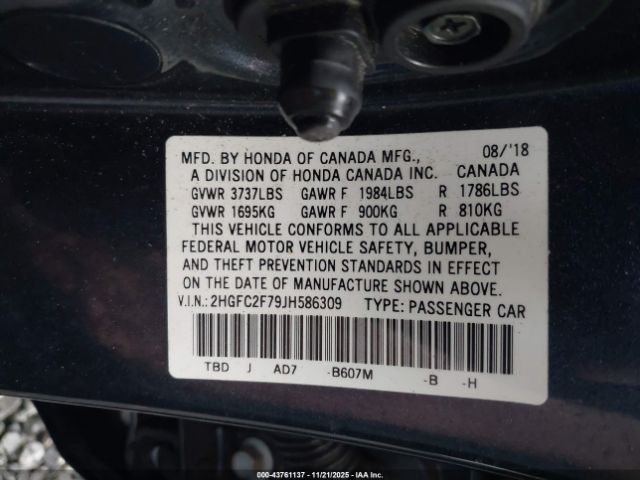 MFD. BY HONDA OF CANADA MFG., 08/'18
A DIVISION OF HONDA CANADA INC. CANADA
GVWR 3737LBS GAWR F 1984LBS R 1786LBS
GVWR 1695KG GAWR F 900KG R 810KG
THIS VEHICLE CONFORMS TO ALL APPLICABLE
FEDERAL MOTOR VEHICLE SAFETY, BUMPER,
AND THEFT PREVENTION STANDARDS IN EFFECT
ON THE DATE OF MANUFACTURE SHOWN ABOVE.
V.I.N.: 2HGFC2F79JH586309 TYPE: PASSENGER CAR
TBD J AD7 -B607M -B -H
000-43761137 - 11/21/2025 - IAA Inc.